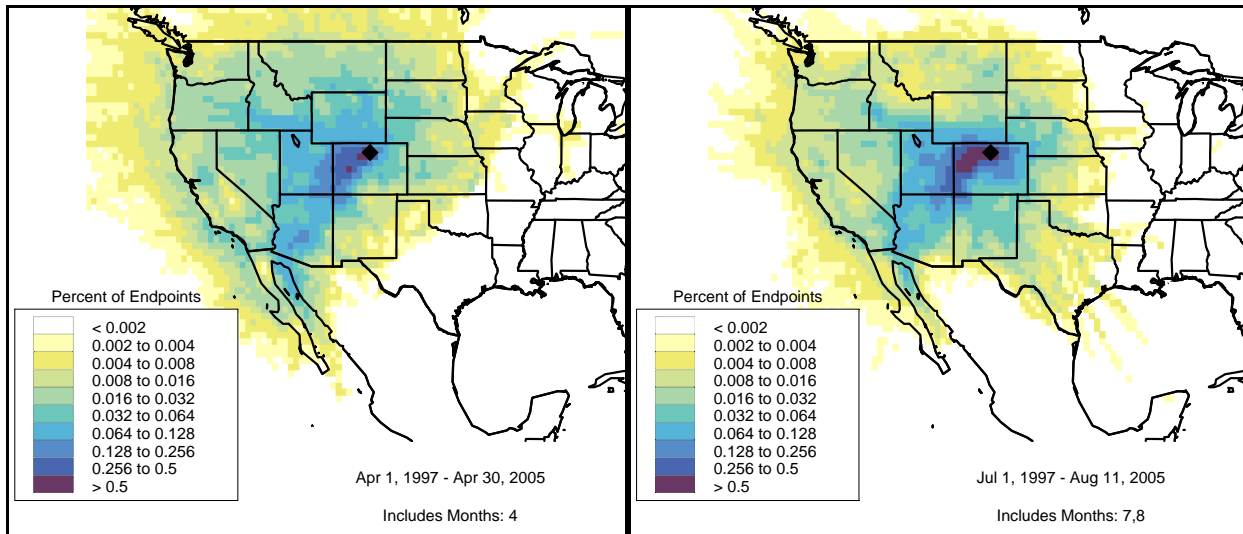 Percent of Endpoints
< 0.002
0.002 to 0.004
0.004 to 0.008
0.008 to 0.016
0.016 to 0.032
0.032 to 0.064
0.064 to 0.128
0.128 to 0.256
0.256 to 0.5
> 0.5
Apr 1, 1997 - Apr 30, 2005
Includes Months: 4
Percent of Endpoints
< 0.002
0.002 to 0.004
0.004 to 0.008
0.008 to 0.016
0.016 to 0.032
0.032 to 0.064
0.064 to 0.128
0.128 to 0.256
0.256 to 0.5
> 0.5
Jul 1, 1997 - Aug 11, 2005
Includes Months: 7,8